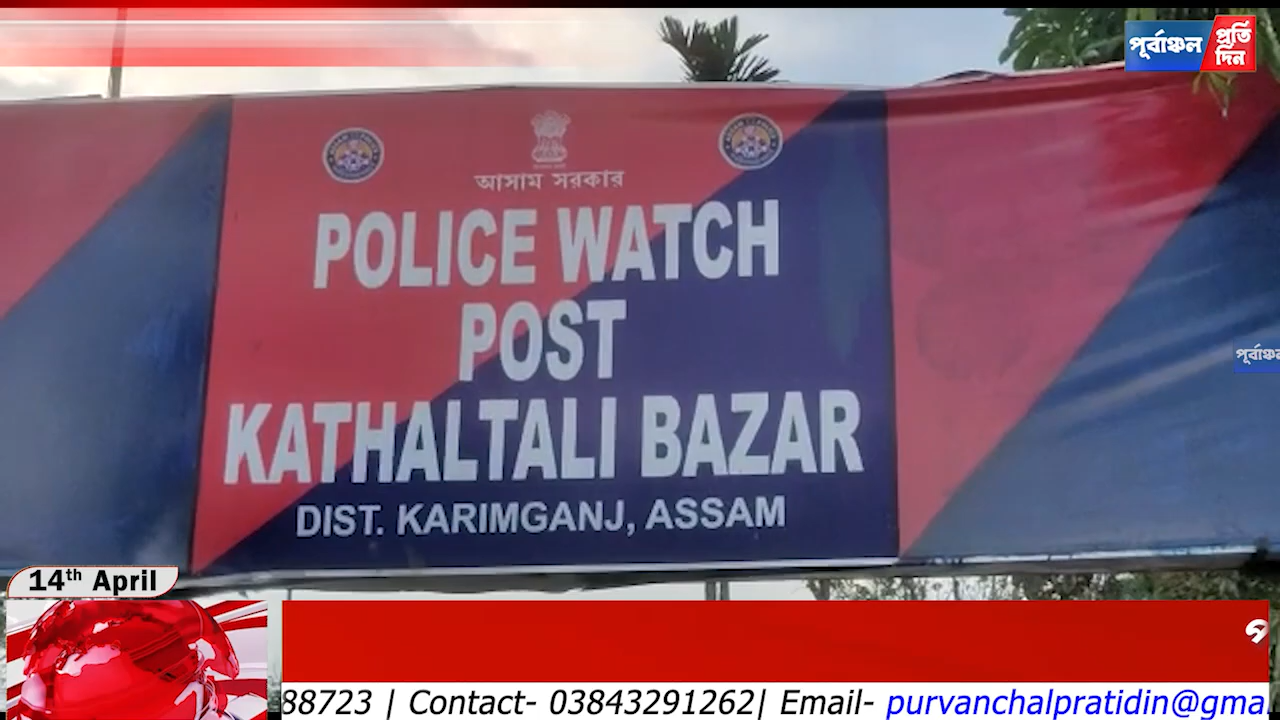 পূর্বাঞ্চল
প্রতি
দিন
আসাম সরকার
POLICE WATCH
POST
KATHALTALI BAZAR
DIST. KARIMGANJ, ASSAM
14th April
88723 | Contact- 03843291262| Email- purvanchalpratidin@gma